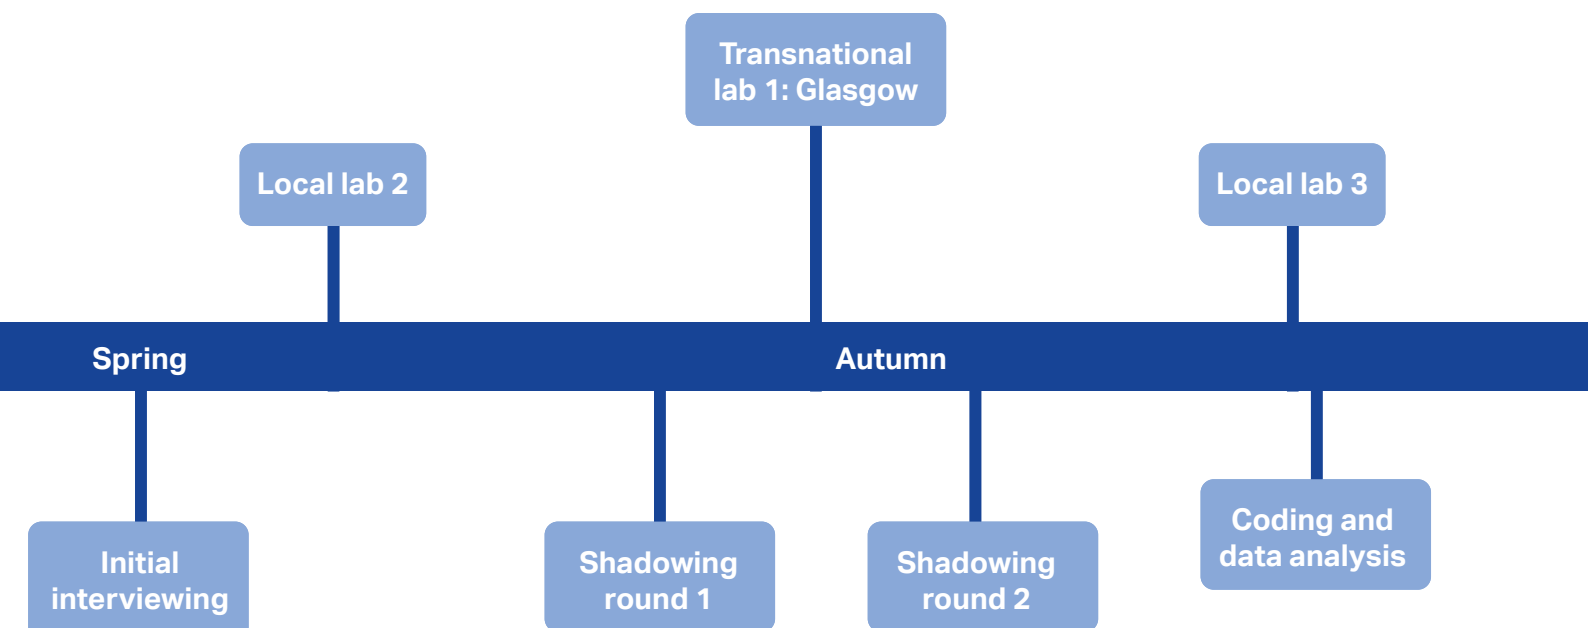 Transnational
lab 1: Glasgow
Local lab 2
Local lab 3
Spring
Autumn
Initial
interviewing
Shadowing
round 1
Shadowing
round 2
Coding and
data analysis